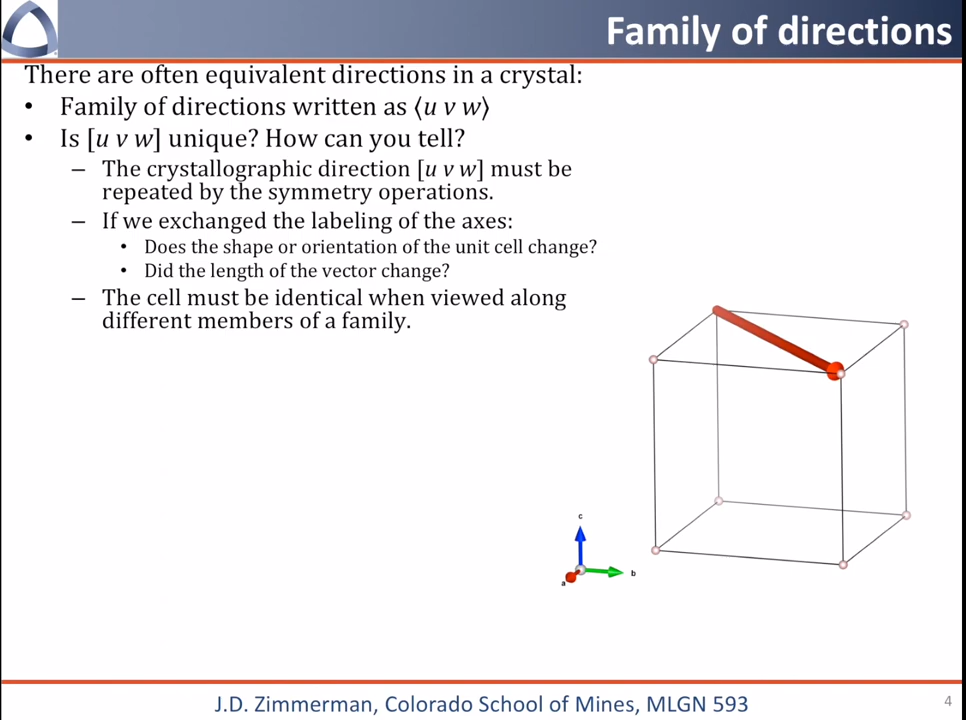 Family of directions
There are often equivalent directions in a crystal:
• Family of directions written as ⟨u v w⟩
• Is [u v w] unique? How can you tell?
– The crystallographic direction [u v w] must be
repeated by the symmetry operations.
– If we exchanged the labeling of the axes:
• Does the shape or orientation of the unit cell change?
• Did the length of the vector change?
– The cell must be identical when viewed along
different members of a family.
c
b
a
J.D. Zimmerman, Colorado School of Mines, MLGN 593
4